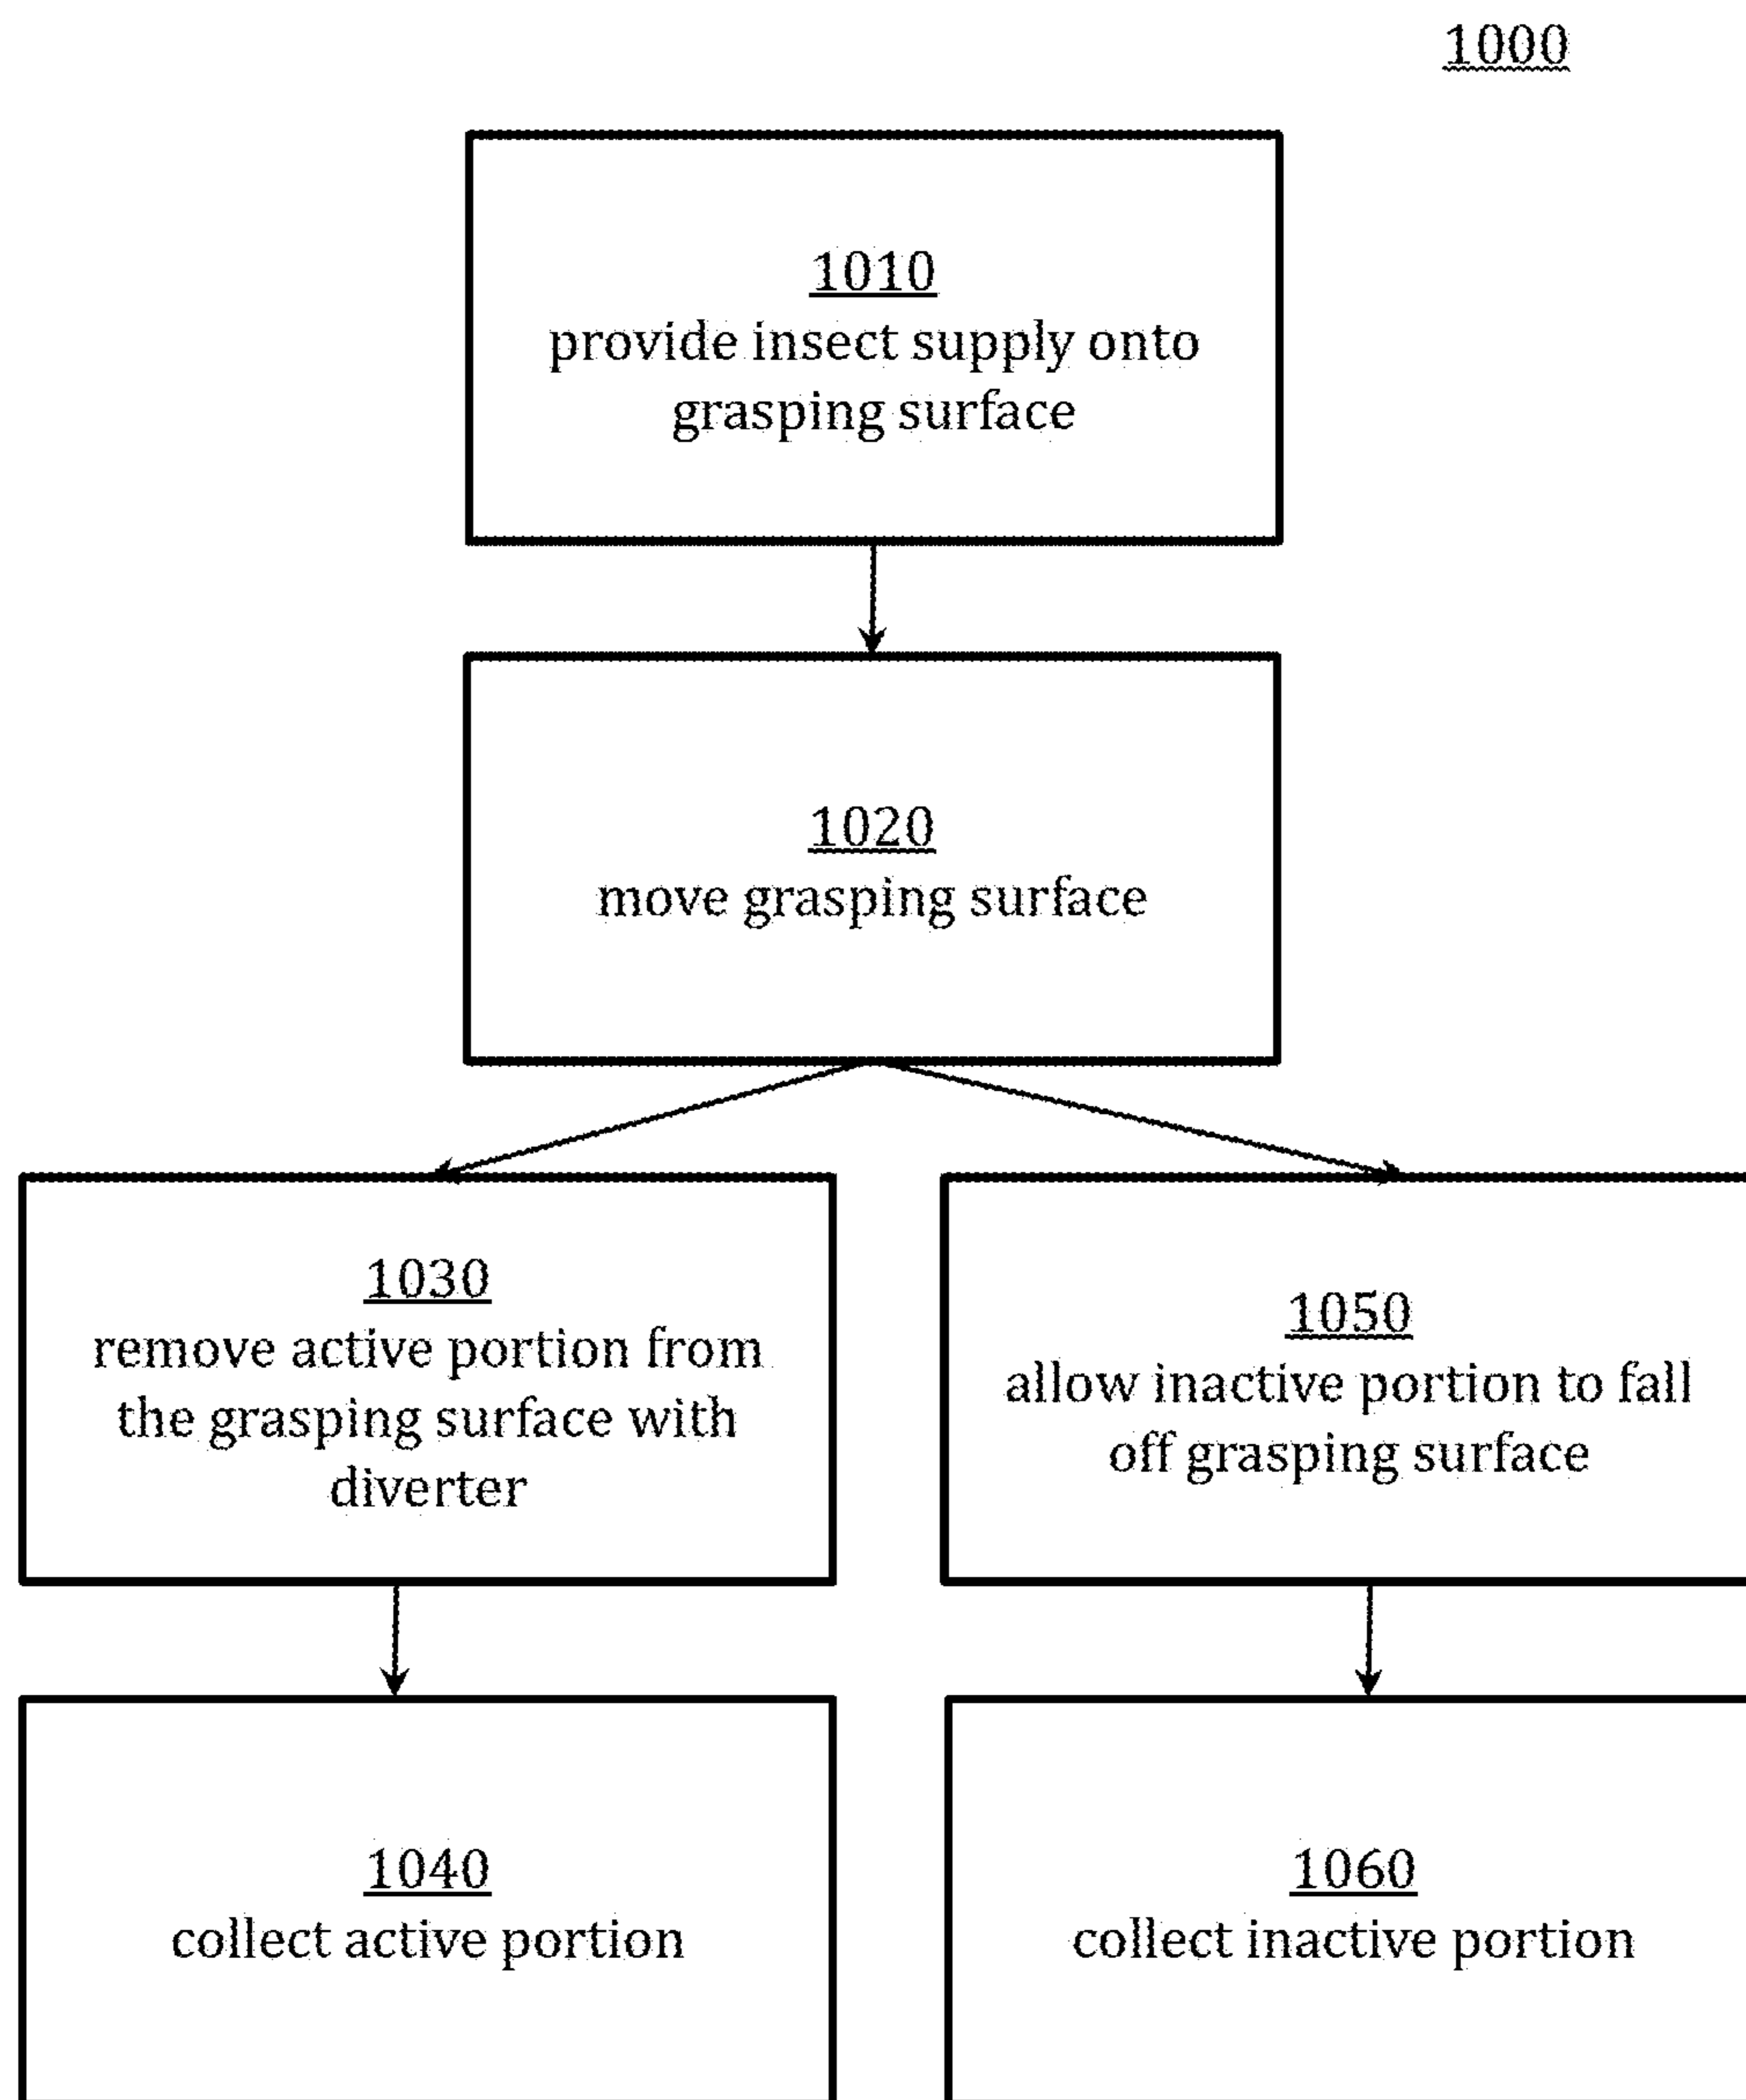 1000
1010
provide insect supply onto
grasping surface
1020
move grasping surface
1030
remove active portion from
the grasping surface with
diverter
1050
allow inactive portion to fall
off grasping surface
1040
collect active portion
1060
collect inactive portion